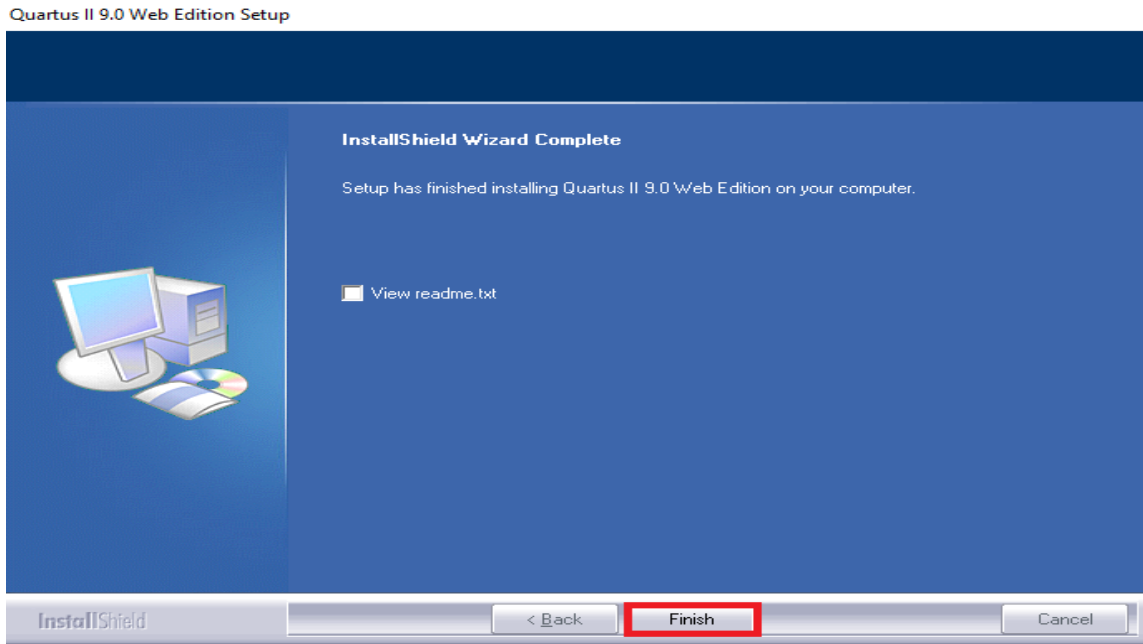 Quartus II 9.0 Web Edition Setup
InstallShield Wizard Complete
Setup has finished installing Quartus II 9.0 Web Edition on your computer.
View readme.txt
InstallShield
< Back
Finish
Cancel